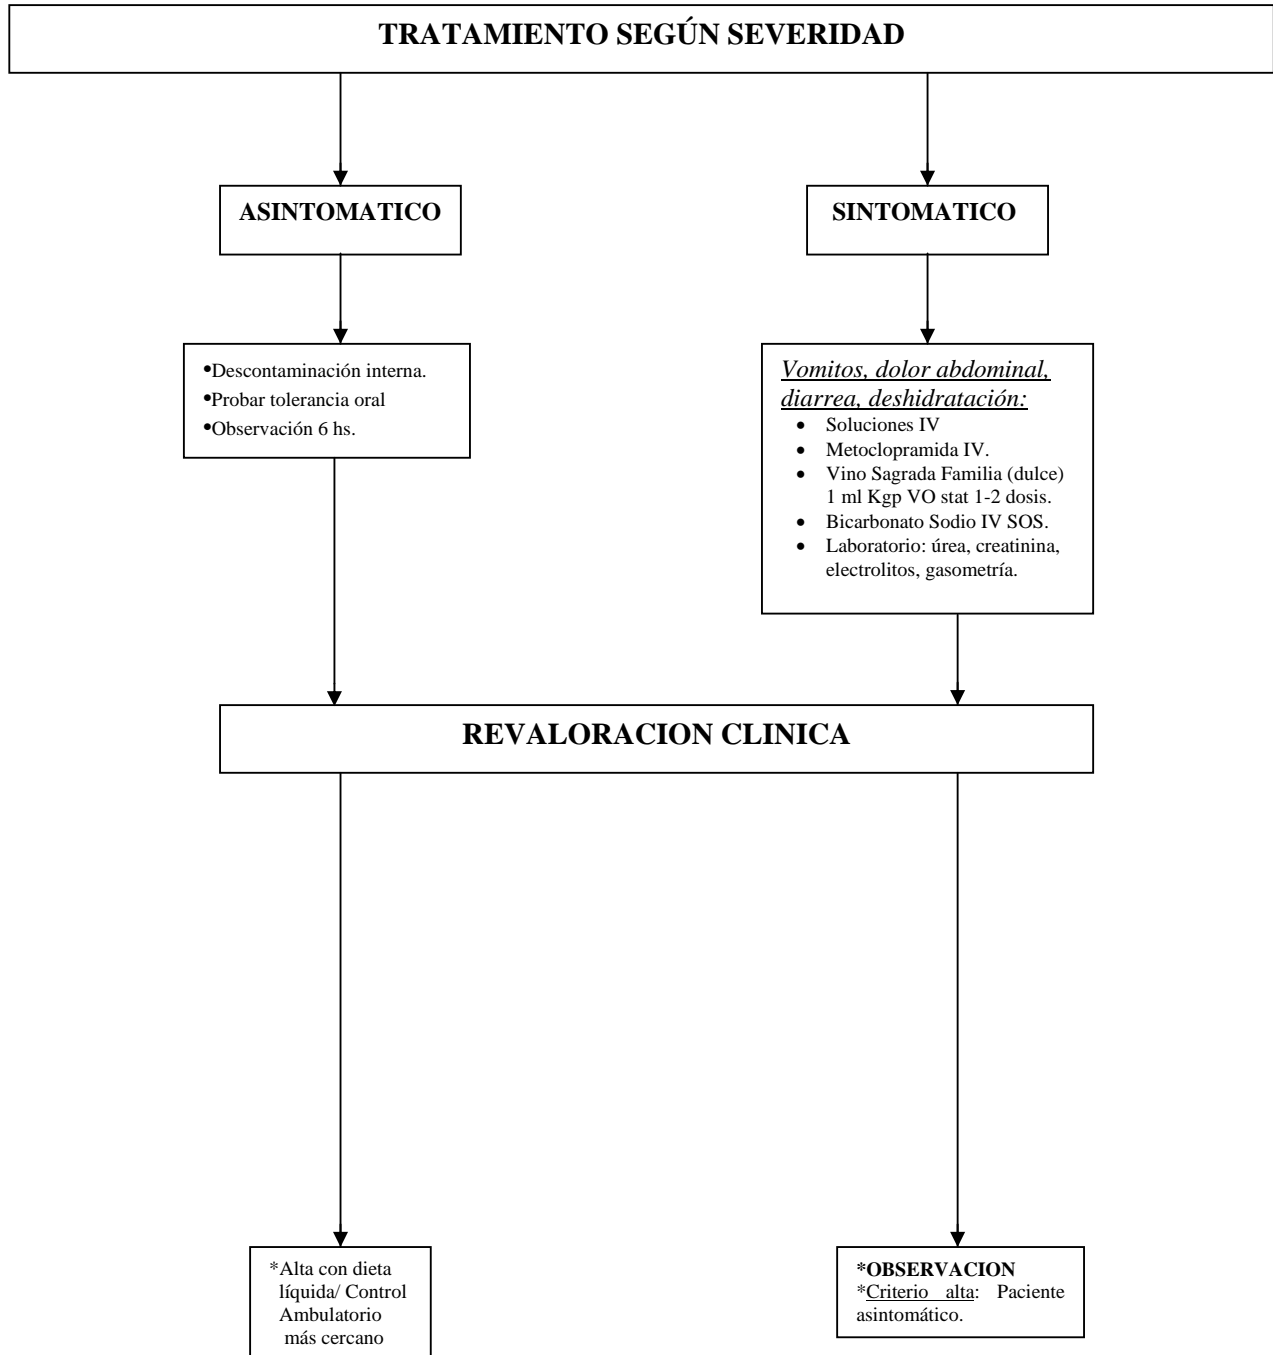 TRATAMIENTO SEGÚN SEVERIDAD
ASINTOMATICO
SINTOMATICO
•Descontaminación interna.
•Probar tolerancia oral
•Observación 6 hs.
Vomitos, dolor abdominal,
diarrea, deshidratación:
• Soluciones IV
• Metoclopramida IV.
• Vino Sagrada Familia (dulce)
1 ml Kgp VO stat 1-2 dosis.
• Bicarbonato Sodio IV SOS.
• Laboratorio: úrea, creatinina,
electrolitos, gasometría.
REVALORACION CLINICA
*Alta con dieta
líquida/ Control
Ambulatorio
más cercano
*OBSERVACION
*Criterio alta: Paciente
asintomático.